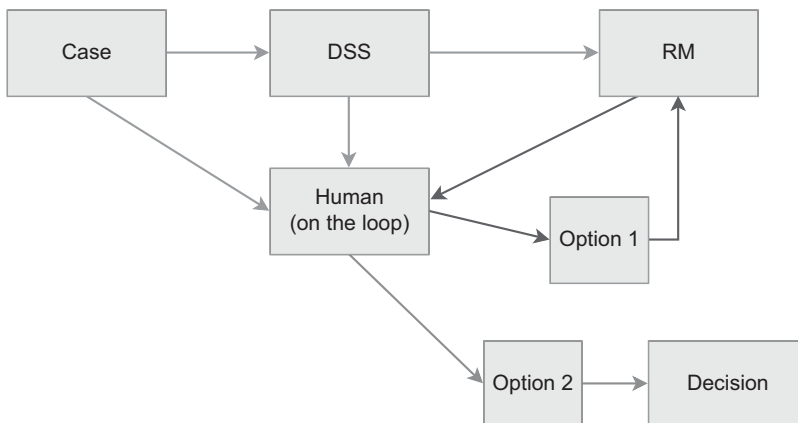 Case
DSS
RM
Human
(on the loop)
Option 1
Option 2
Decision